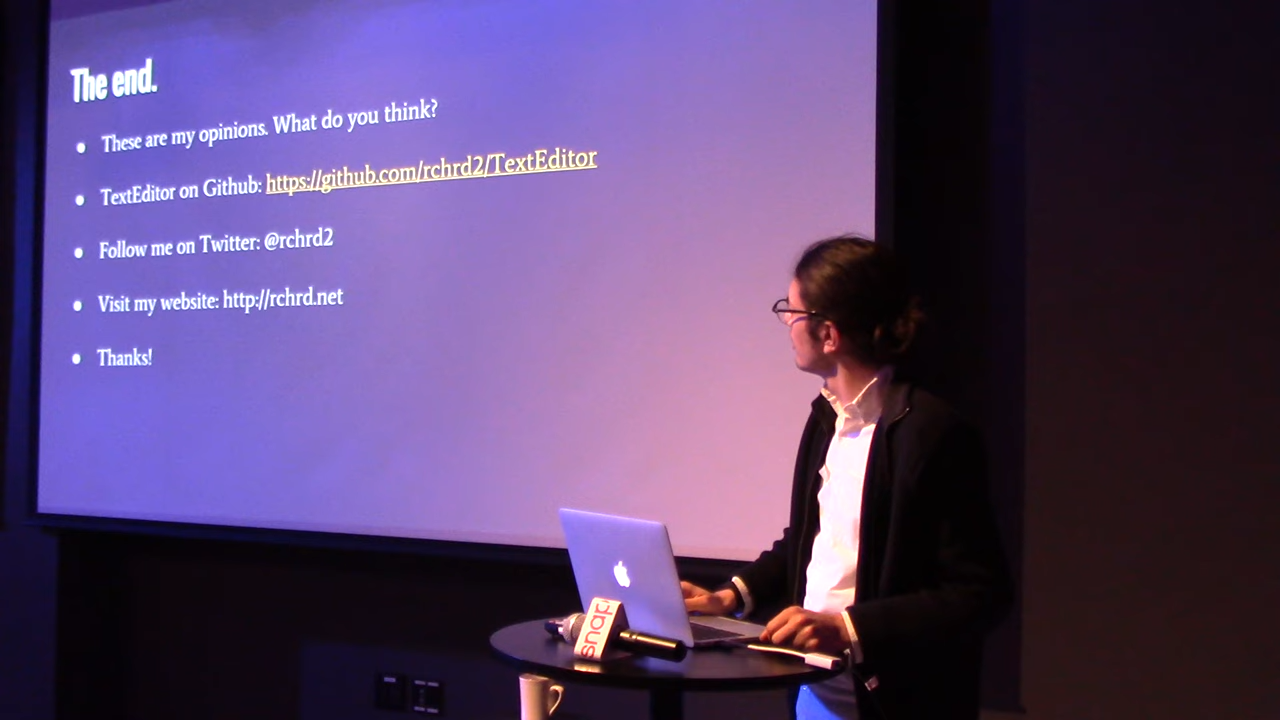 The end.
These are my opinions. What do you think?
TextEditor on Github: https://github.com/rchrd2/TextEditor
Follow me on Twitter: @rchrd2
Visit my website: http://rchrd.net
Thanks!
snap